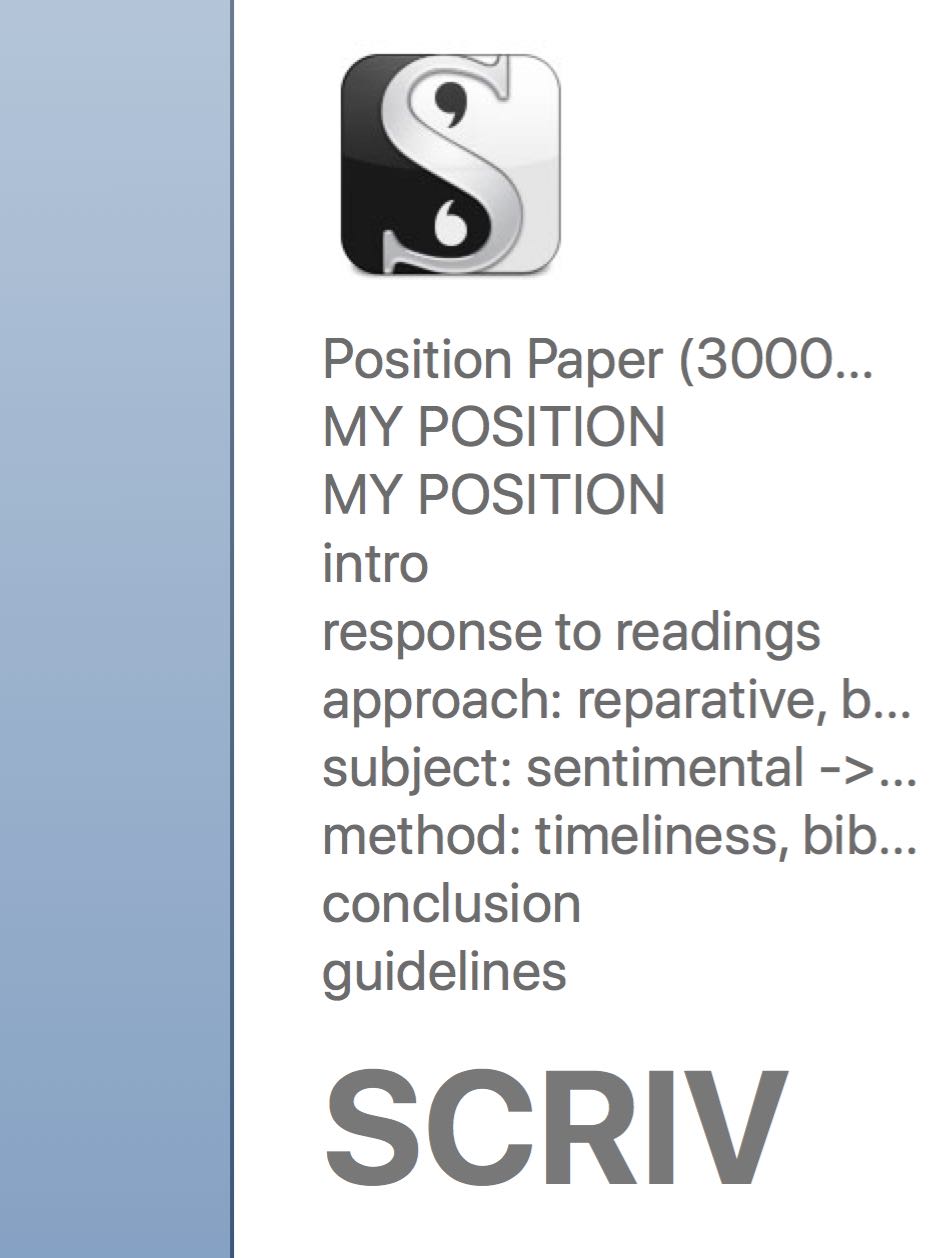 Position Paper (3000...
MY POSITION
MY POSITION
intro
response to readings
approach: reparative, b...
subject: sentimental ->...
method: timeliness, bib...
conclusion
guidelines
SCRIV